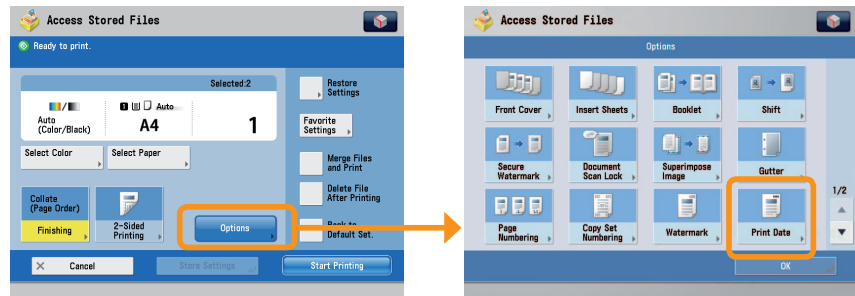 Access Stored Files
Ready to print.
Selected:2
Auto
(Color/Black)
Auto
A4
1
Select Color
Select Paper
Collate
(Page Order)
Finishing
2-Sided
Printing
Options
Restore
Settings
Favorite
Settings
Merge Files
and Print
Delete File
After Printing
Back to
Default Set.
Cancel
Store Settings
Start Printing
Access Stored Files
Options
Front Cover
Insert Sheets
Booklet
Shift
Secure
Watermark
Document
Scan Lock
Superimpose
Image
Gutter
Page
Numbering
Copy Set
Numbering
Watermark
Print Date
1/2
OK